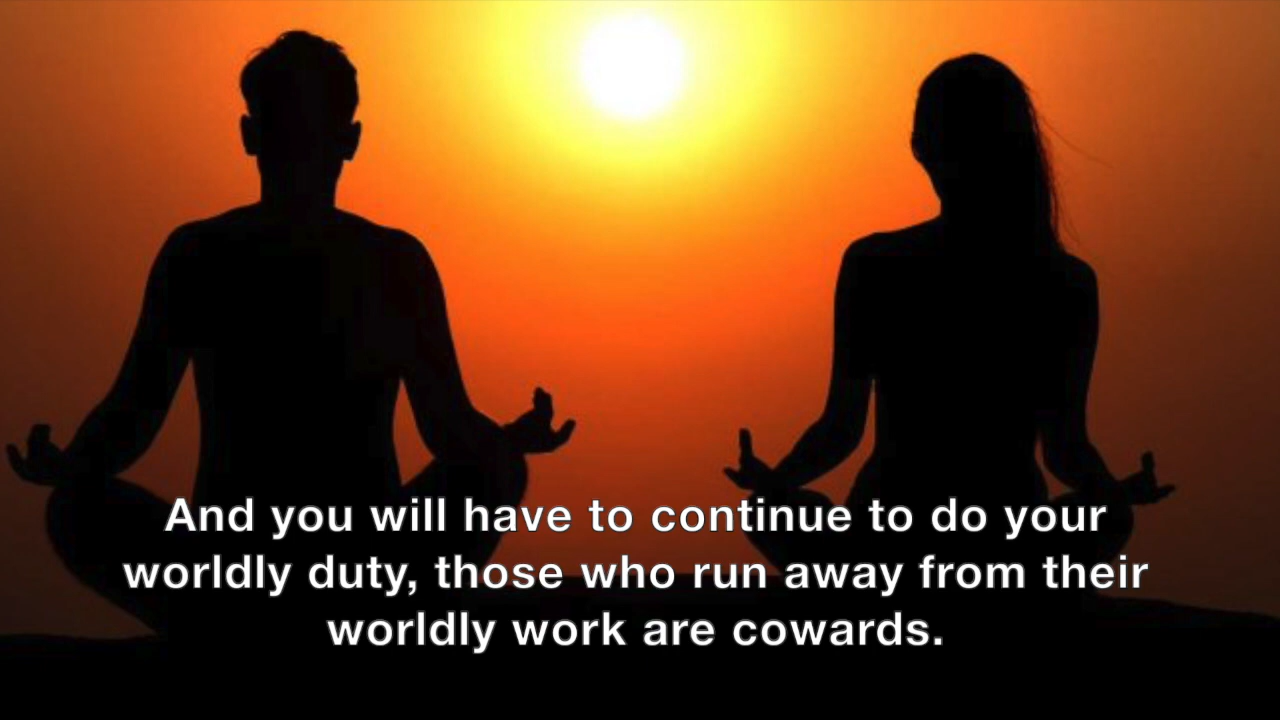 And you will have to continue to do your
worldly duty, those who run away from their
worldly work are cowards.